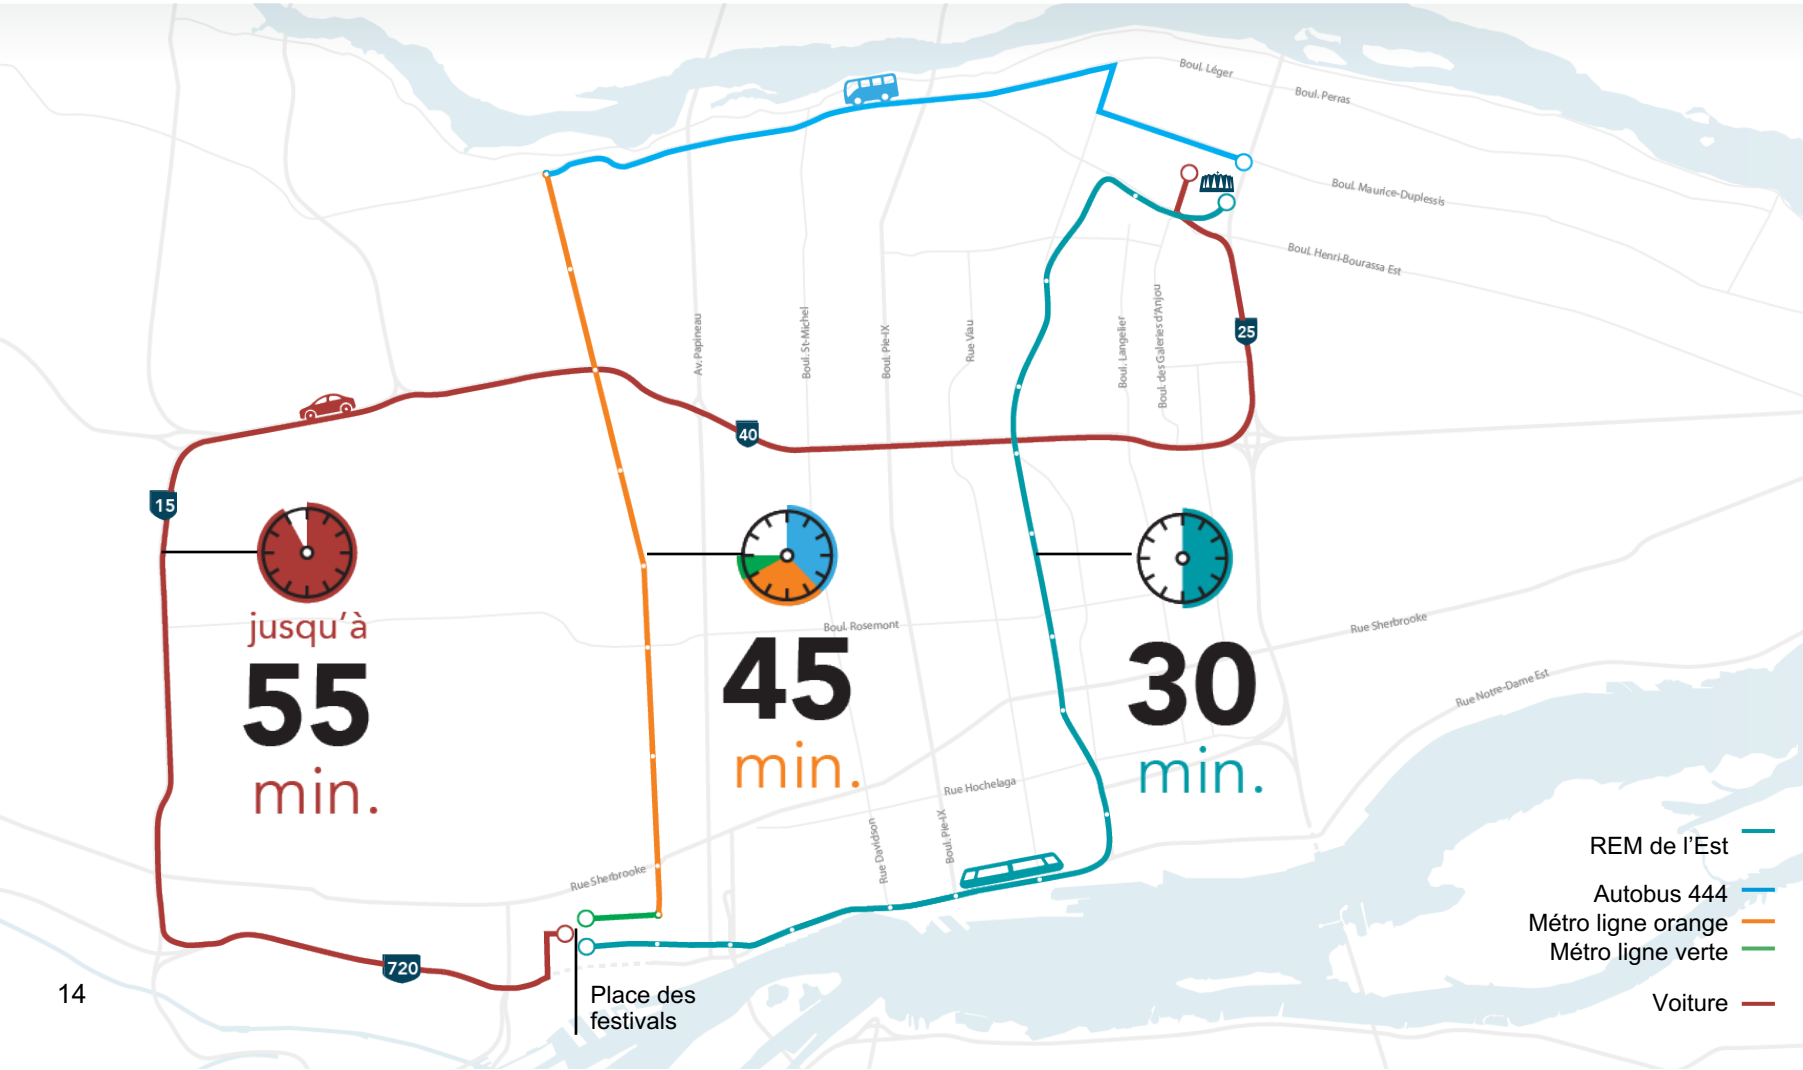 Boul. Léger
Boul. Perras
Boul. Maurice-Duplessis
Boul. Henri-Bourassa Est
Av. Papineau
Boul. St-Michel
Boul. Pie-IX
Rue Viau
Boul. Langelier
Boul. des Galeries d'Anjou
25
40
15
jusqu'à
55
min.
Boul. Rosemont
45
min.
30
min.
Rue Sherbrooke
Rue Notre-Dame Est
Rue Hochelaga
Rue Davidson
Boul. Pie-IX
Rue Sherbrooke
720
Place des
festivals
REM de l'Est
Autobus 444
Métro ligne orange
Métro ligne verte
Voiture
14